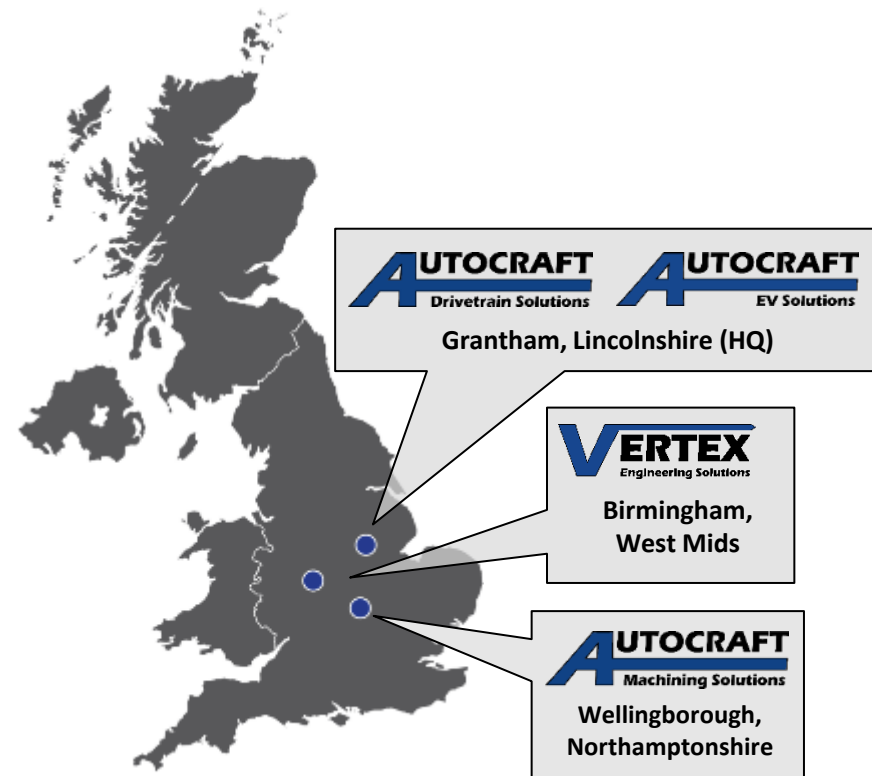 AUTOCRAFT
Drivetrain Solutions
AUTOCRAFT
EV Solutions
Grantham, Lincolnshire (HQ)
VERTEX
Engineering Solutions
Birmingham,
West Mids
AUTOCRAFT
Machining Solutions
Wellingborough,
Northamptonshire